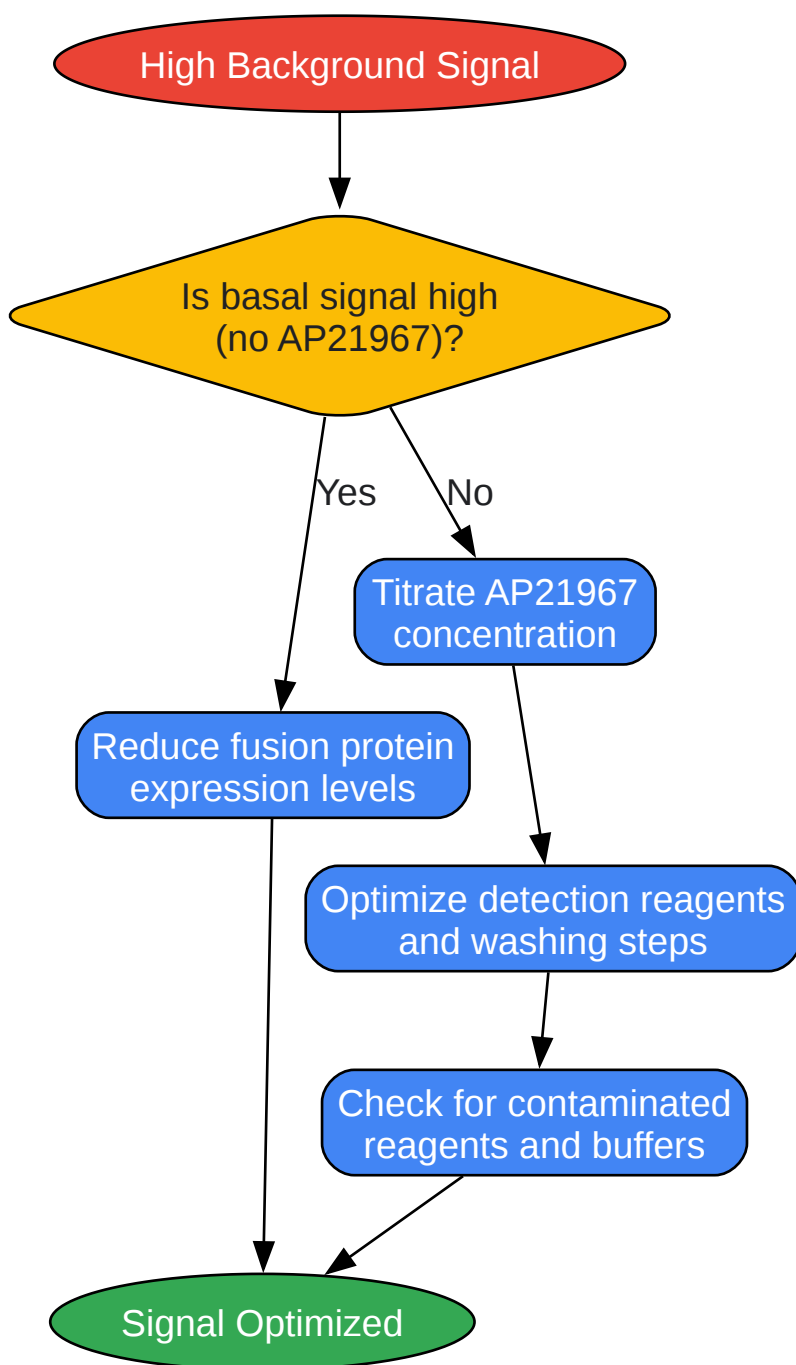 High Background Signal
Is basal signal high
(no AP21967)?
Yes
No
Titrate AP21967
concentration
Reduce fusion protein
expression levels
Optimize detection reagents
and washing steps
Check for contaminated
reagents and buffers
Signal Optimized